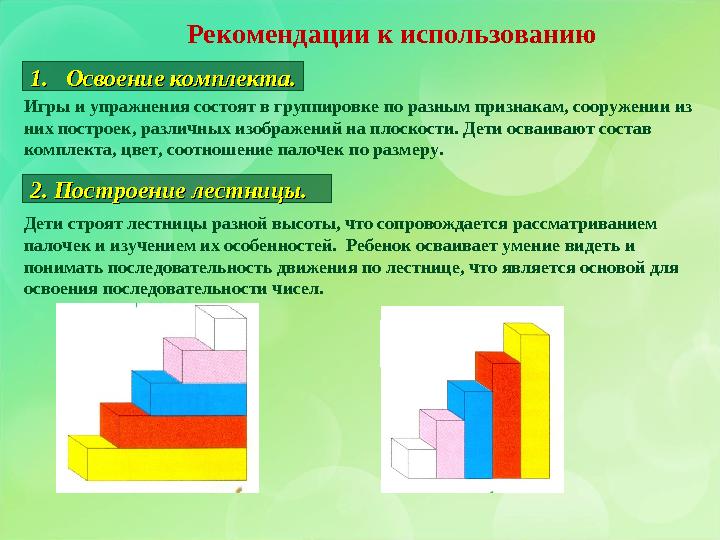 Рекомендации к использованию
1. Освоение комплекта.
Игры и упражнения состоят в группировке по разным признакам, сооружении из
них построек, различных изображений на плоскости. Дети осваивают состав
комплекта, цвет, соотношение палочек по размеру.
2. Построение лестницы.
Дети строят лестницы разной высоты, что сопровождается рассматриванием
палочек и изучением их особенностей. Ребенок осваивает умение видеть и
понимать последовательность движения по лестнице, что является основой для
освоения последовательности чисел.